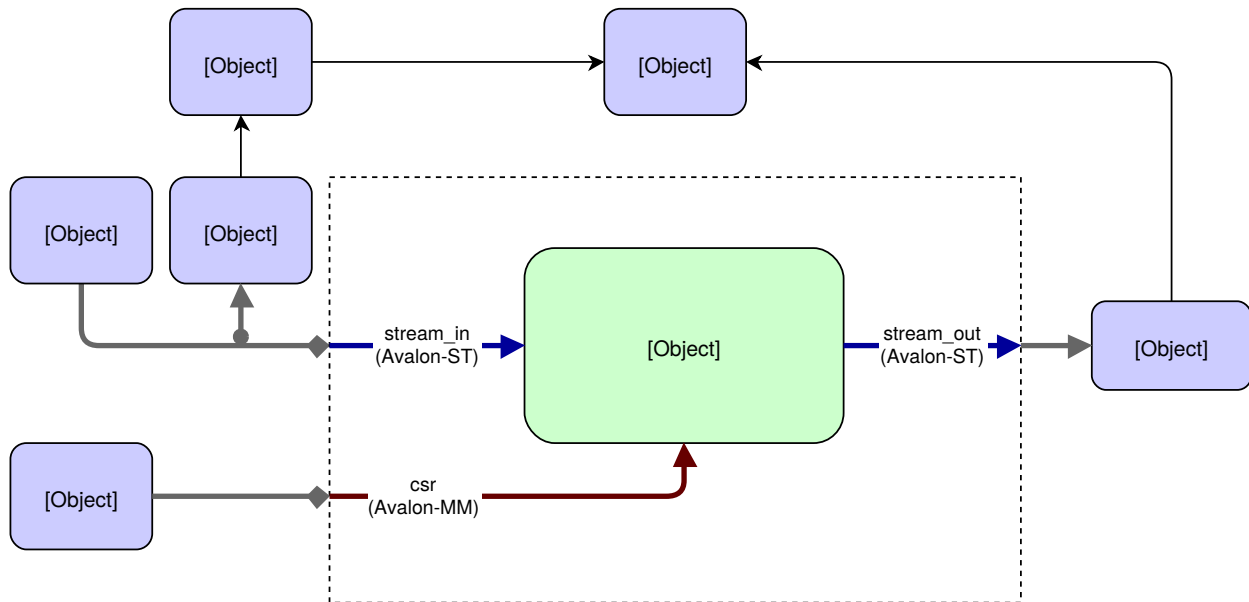 [Object]
[Object]
[Object]
[Object]
stream_in
(Avalon-ST)
[Object]
stream_out
(Avalon-ST)
[Object]
[Object]
csr
(Avalon-MM)